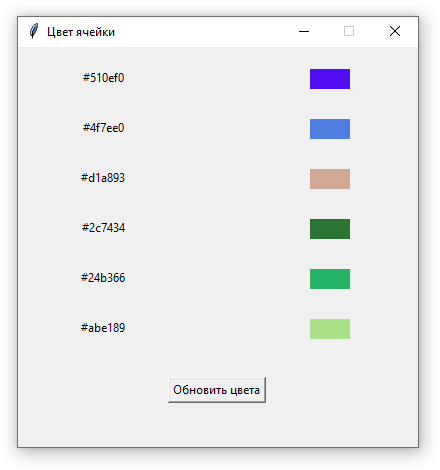 Цвет ячейки
#510ef0
#4f7ee0
#d1a893
#2c7434
#24b366
#abe189
Обновить цвета